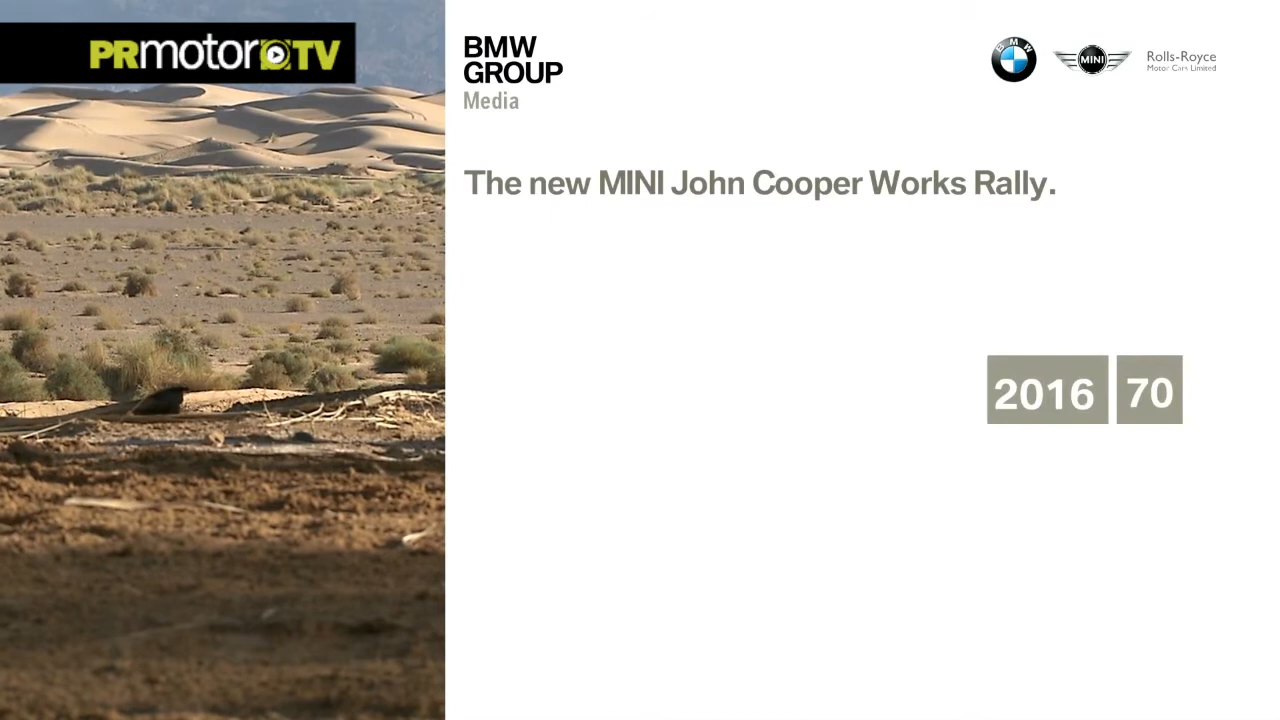 PRmotor TV
BMW
GROUP
Media
BMW
MINI
Rolls-Royce
Motor Cars Limited
The new MINI John Cooper Works Rally.
2016 70